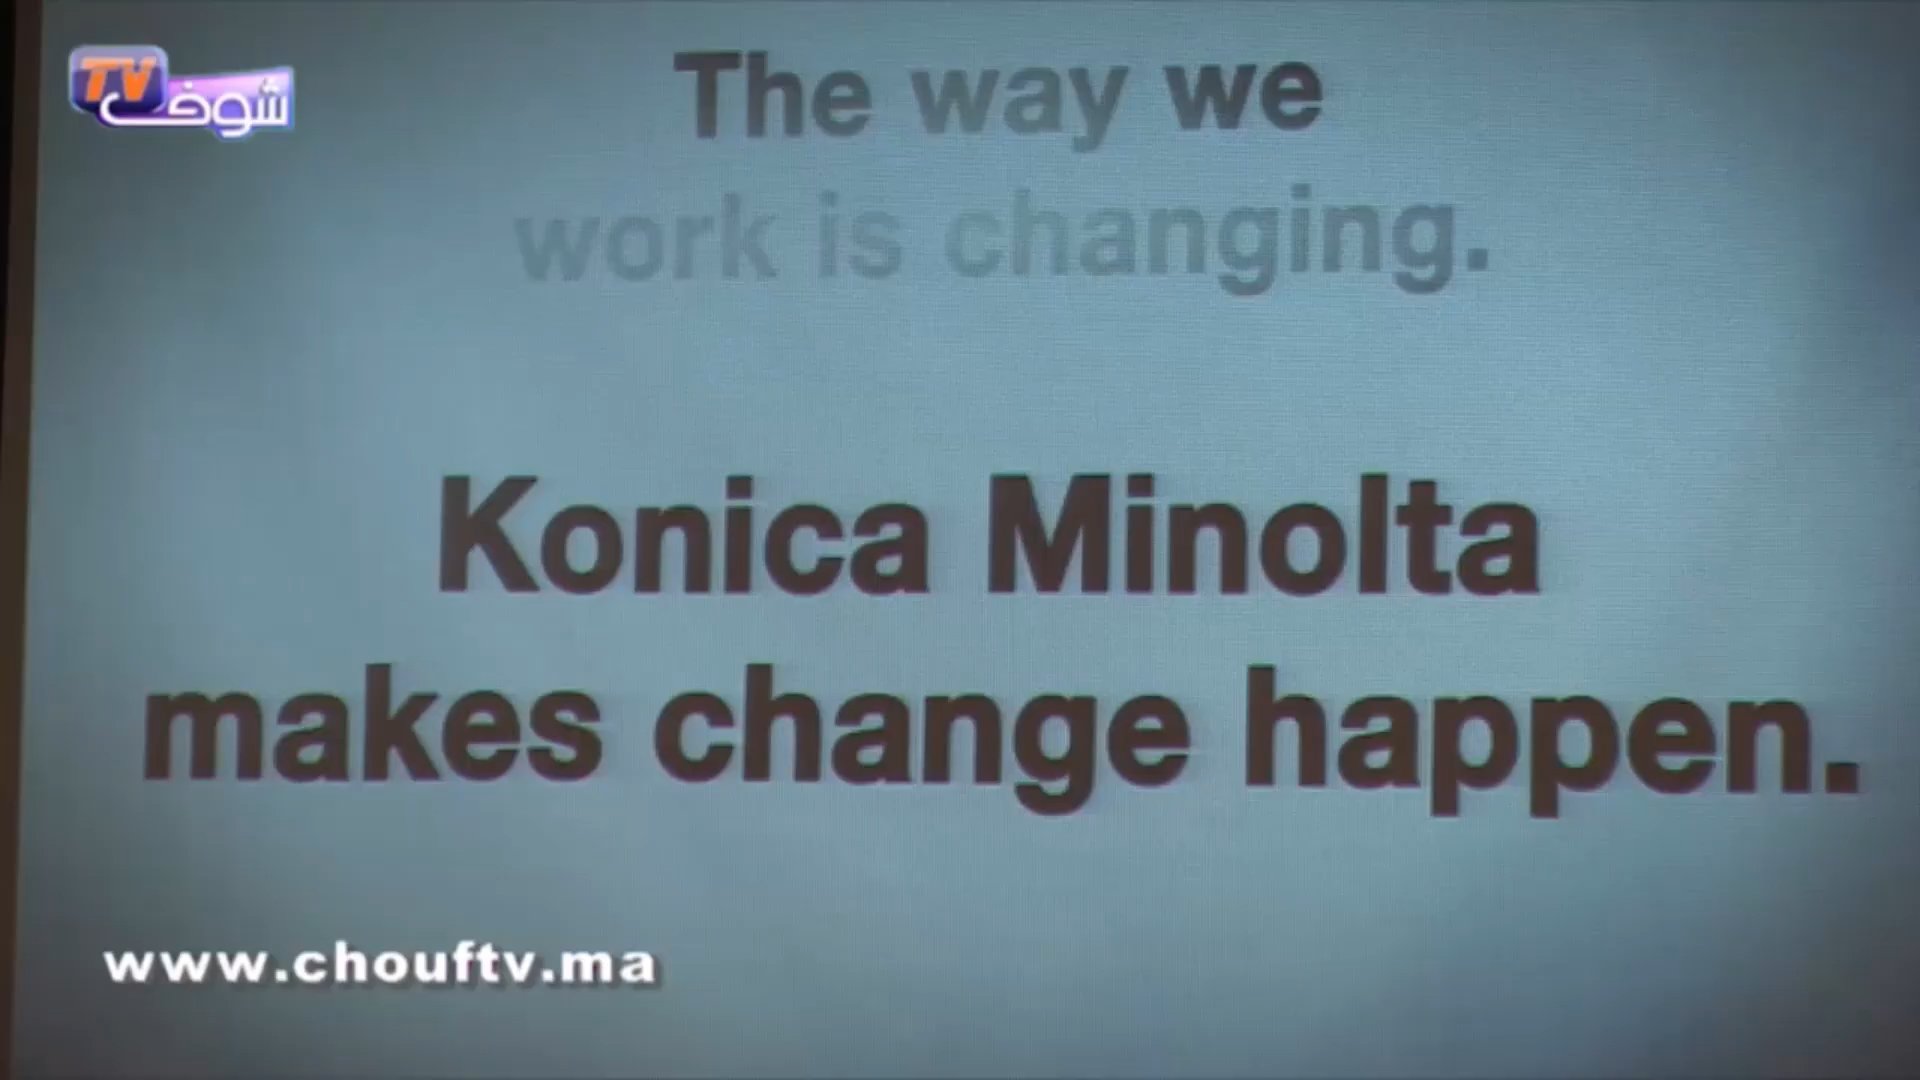 TV شوف
The way we
work is changing.
Konica Minolta
makes change happen.
www.chouftv.ma